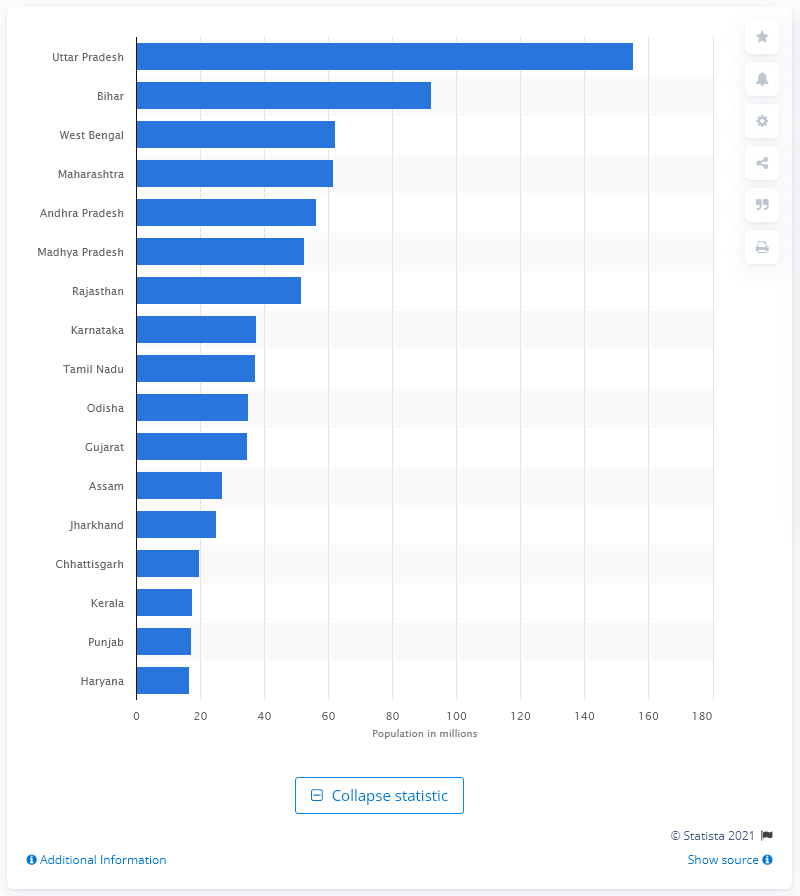 Uttar Pradesh
Bihar
West Bengal
Maharashtra
Andhra Pradesh
Madhya Pradesh
Rajasthan
Karnataka
Tamil Nadu
Odisha
Gujarat
Assam
Jharkhand
Chhattisgarh
Kerala
Punjab
Haryana
0 20 40 60 80 100 120 140 160 180
Population in millions
Collapse statistic
© Statista 2021
Additional Information
Show source